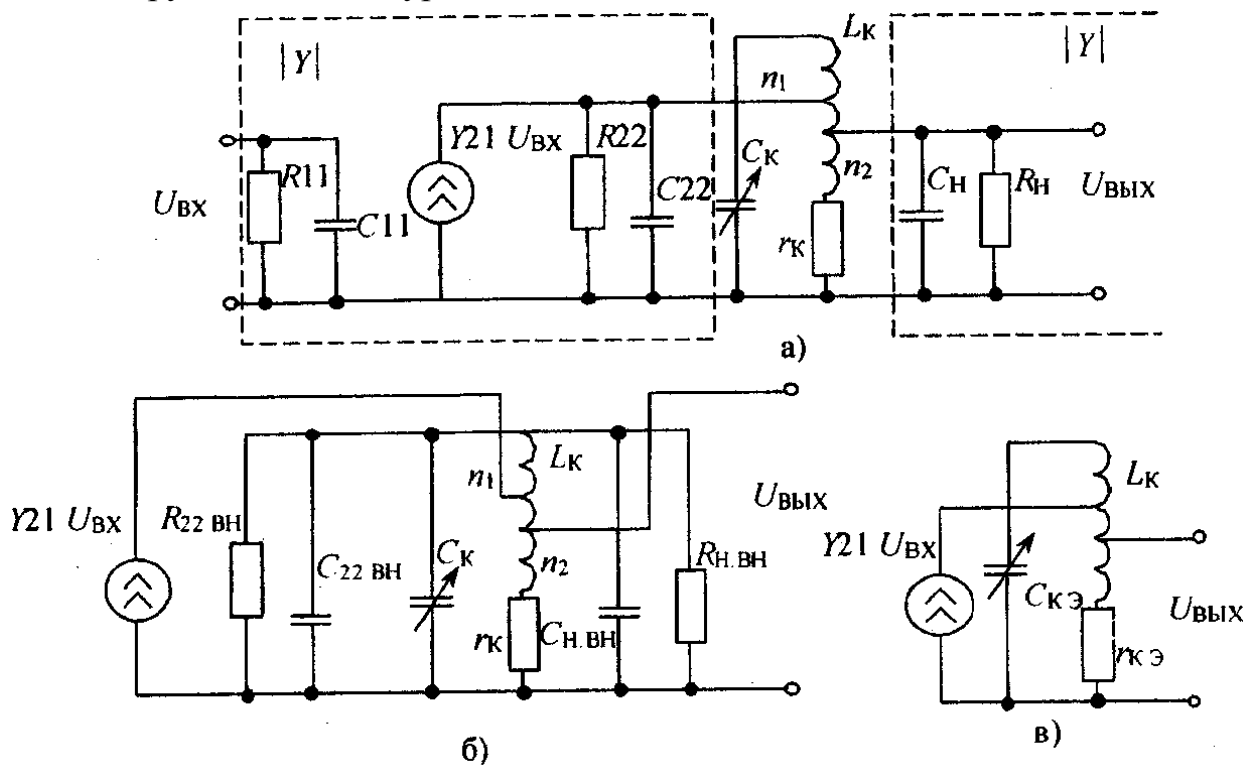 |Y|
Lк
|Y|
n1
Y21 Uвх
R22
Cк
R11
n2
Cн
Rн
Uвх
C22
Uвых
C11
rк
а)
Lк
n1
Uвых
Lк
Y21 Uвх
R22 вн
Cк
Y21 Uвх
C22 вн
n2
Rн.вн
Cк э
Uвых
rк
Cн.вн
rк э
б)
в)